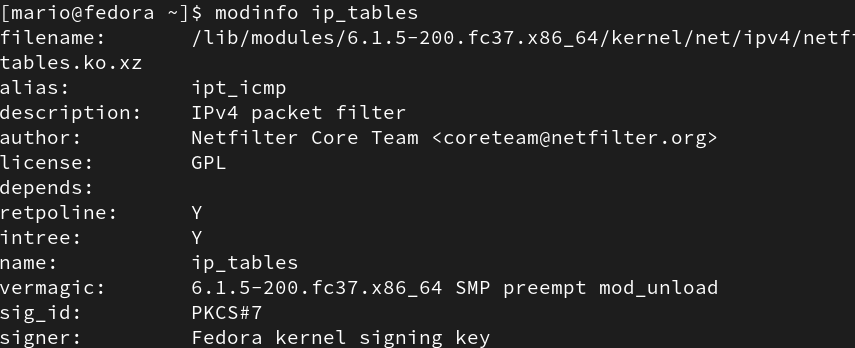 [mario@fedora ~]$ modinfo ip_tables
filename:       /lib/modules/6.1.5-200.fc37.x86_64/kernel/net/ipv4/netfi
tables.ko.xz
alias:          ipt_icmp
description:    IPv4 packet filter
author:         Netfilter Core Team <coreteam@netfilter.org>
license:        GPL
depends:
retpoline:      Y
intree:         Y
name:           ip_tables
vermagic:       6.1.5-200.fc37.x86_64 SMP preempt mod_unload
sig_id:         PKCS#7
signer:         Fedora kernel signing key